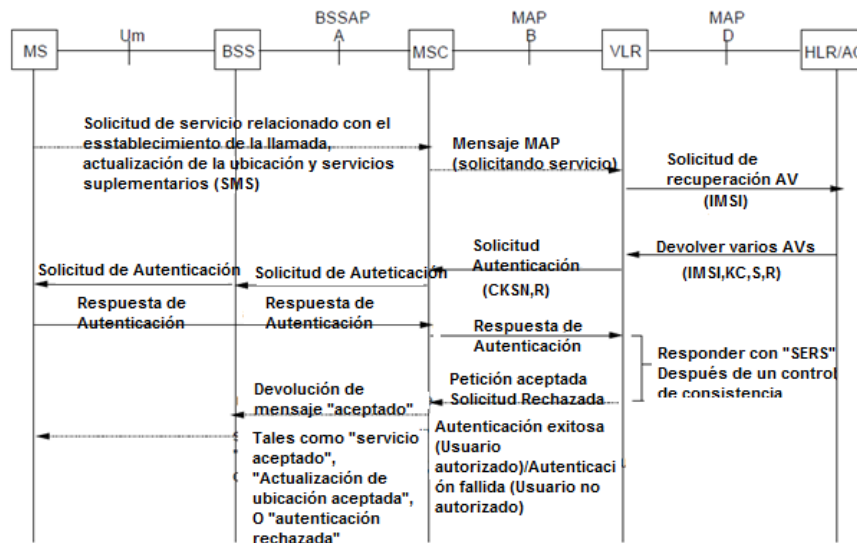 BSSAP
MAP
MAP
Um
A
B
D
MS
BSS
MSC
VLR
HLR/AC
Solicitud de servicio relacionado con el
esstablecimiento de la llamada,
actualización de la ubicación y servicios
suplementarios (SMS)
Mensaje MAP
(solicitando servicio)
Solicitud de
recuperación AV
(IMSI)
Devolver varios AVs
(IMSI,KC,S,R)
Solicitud
Autenticación
(CKSN,R)
Solicitud de Autenticación
Solicitud de Auteticación
Respuesta de
Autenticación
Respuesta de
Autenticación
Respuesta de
Autenticación
Responder con "SERS"
Después de un control
de consistencia
Petición aceptada
Solicitud Rechazada
Devolución de
mensaje "aceptado"
Autenticación exitosa
(Usuario
autorizado)/Autenticaci
ón fallida (Usuario no
autorizado)
Tales como "servicio
aceptado",
"Actualización de
ubicación aceptada",
O "autenticación
rechazada"